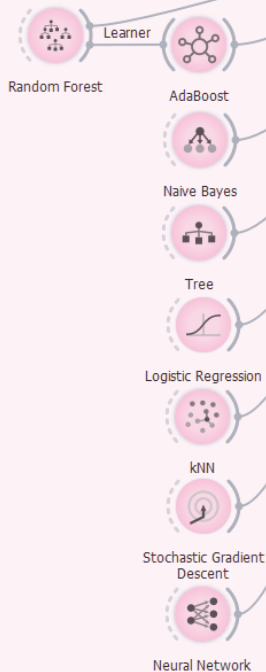 Learner
Random Forest
AdaBoost
Naive Bayes
Tree
Logistic Regression
kNN
Stochastic Gradient
Descent
Neural Network